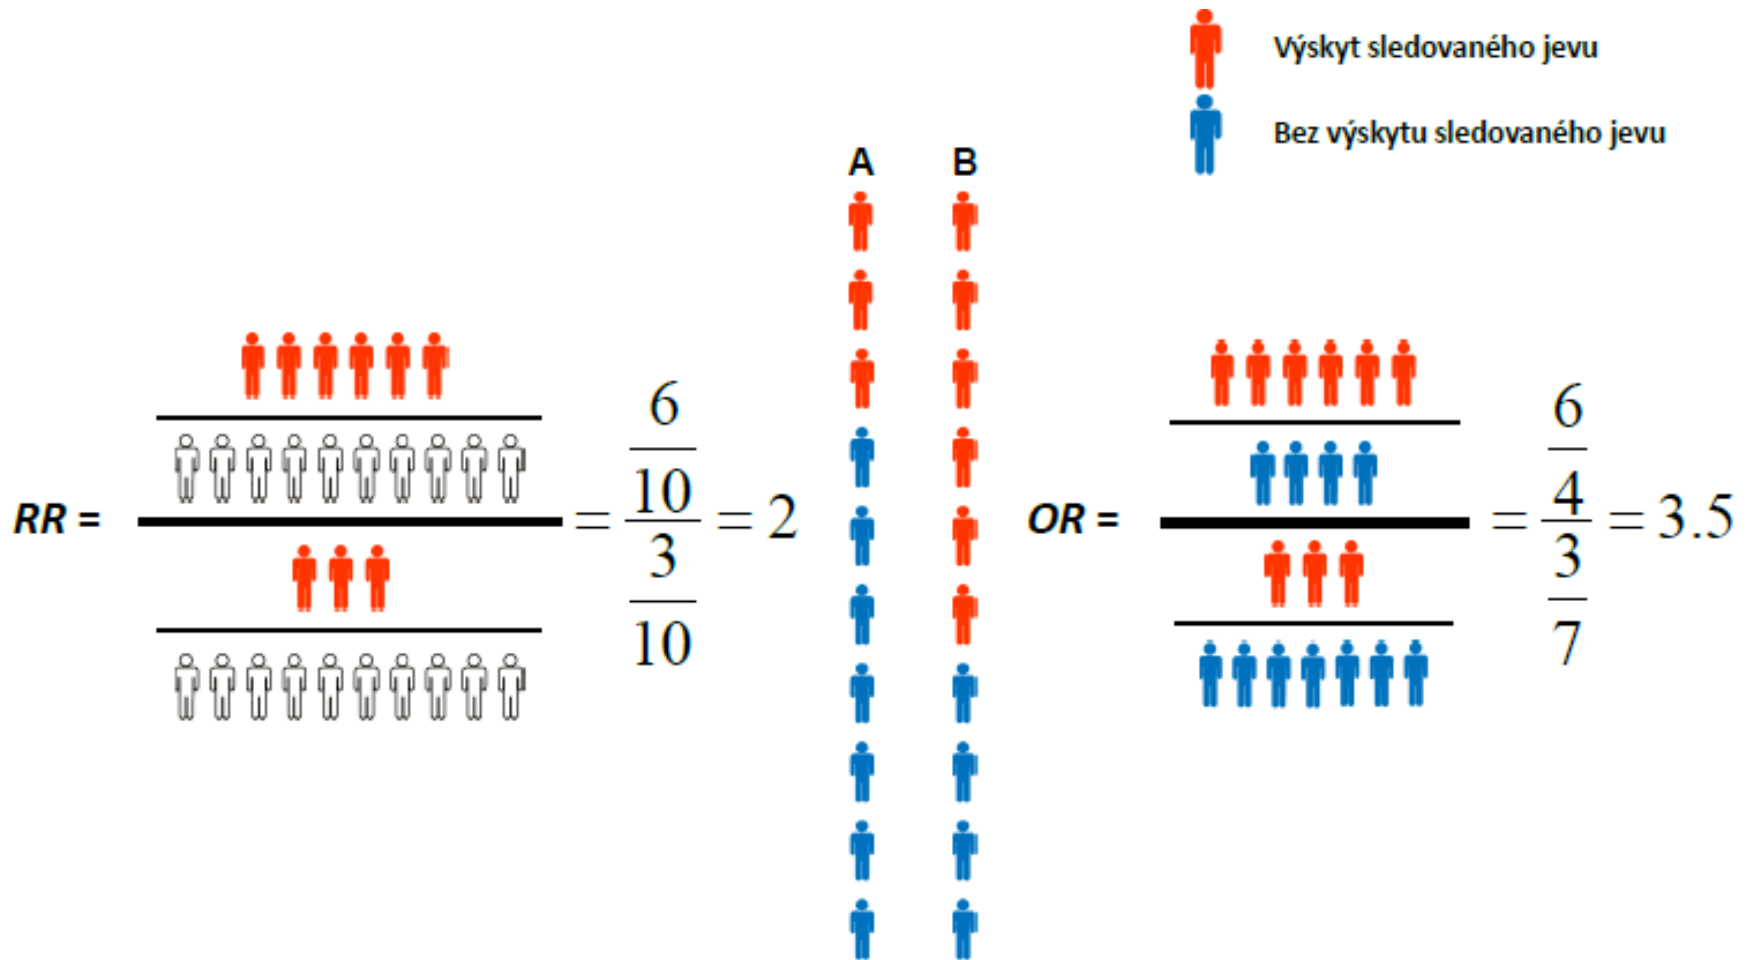 Výskyt sledovaného jevu
Bez výskytu sledovaného jevu
A B
RR = = 6/10 / 3/10 = 2
OR = = 6/4 / 3/7 = 3.5